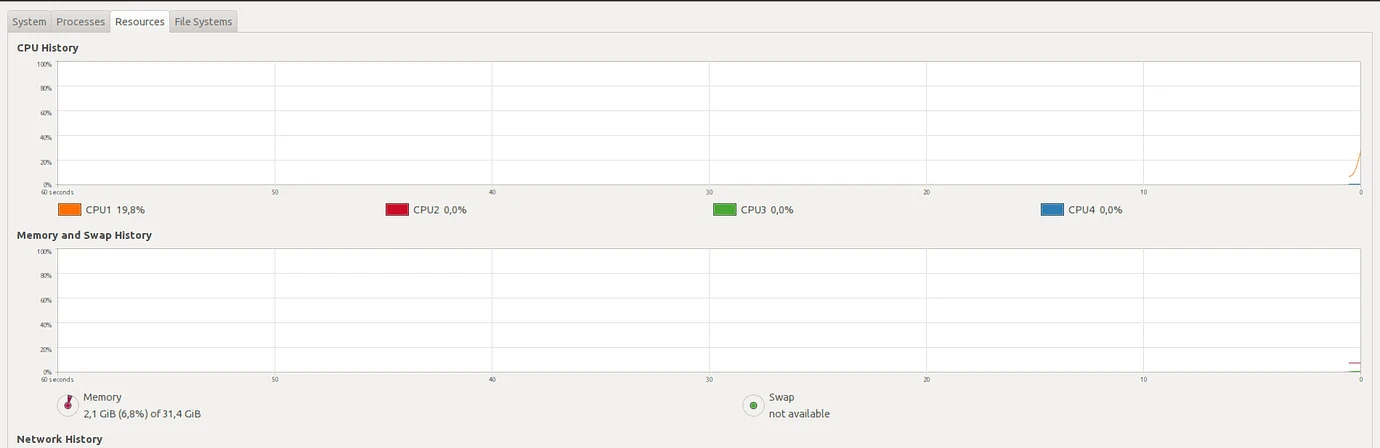 System Processes Resources File Systems
CPU History
100%
80%
60%
40%
20%
0%
60 seconds 50 40 30 20 10 0
CPU1 19,8% CPU2 0,0% CPU3 0,0% CPU4 0,0%
Memory and Swap History
100%
80%
60%
40%
20%
0%
60 seconds 50 40 30 20 10 0
Memory Swap
2,1 GiB (6,8%) of 31,4 GiB not available
Network History